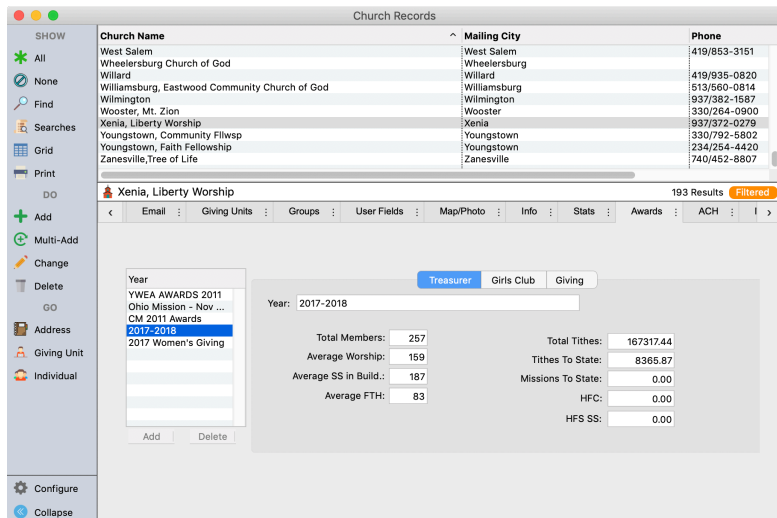 Church Records
SHOW
All
None
Find
Searches
Grid
Print
DO
Add
Multi-Add
Change
Delete
GO
Address
Giving Unit
Individual
Configure
Collapse
Church Name Mailing City Phone
West Salem West Salem 419/853-3151
Wheelersburg Church of God Wheelersburg
Willard Willard 419/935-0820
Williamsburg, Eastwood Community Church of God Williamsburg 513/560-0814
Wilmington Wilmington 937/382-1587
Wooster, Mt. Zion Wooster 330/264-0900
Xenia, Liberty Worship Xenia 937/372-0279
Youngstown, Community Fllwsp Youngstown 330/792-5802
Youngstown, Faith Fellowship Youngstown 234/254-4420
Zanesville,Tree of Life Zanesville 740/452-8807
Xenia, Liberty Worship 193 Results Filtered
Email Giving Units Groups User Fields Map/Photo Info Stats Awards ACH
Year
YWEA AWARDS 2011
Ohio Mission - Nov ...
CM 2011 Awards
2017-2018
2017 Women's Giving
Add Delete
Treasurer Girls Club Giving
Year: 2017-2018
Total Members: 257
Average Worship: 159
Average SS in Build.: 187
Average FTH: 83
Total Tithes: 167317.44
Tithes To State: 8365.87
Missions To State: 0.00
HFC: 0.00
HFS SS: 0.00